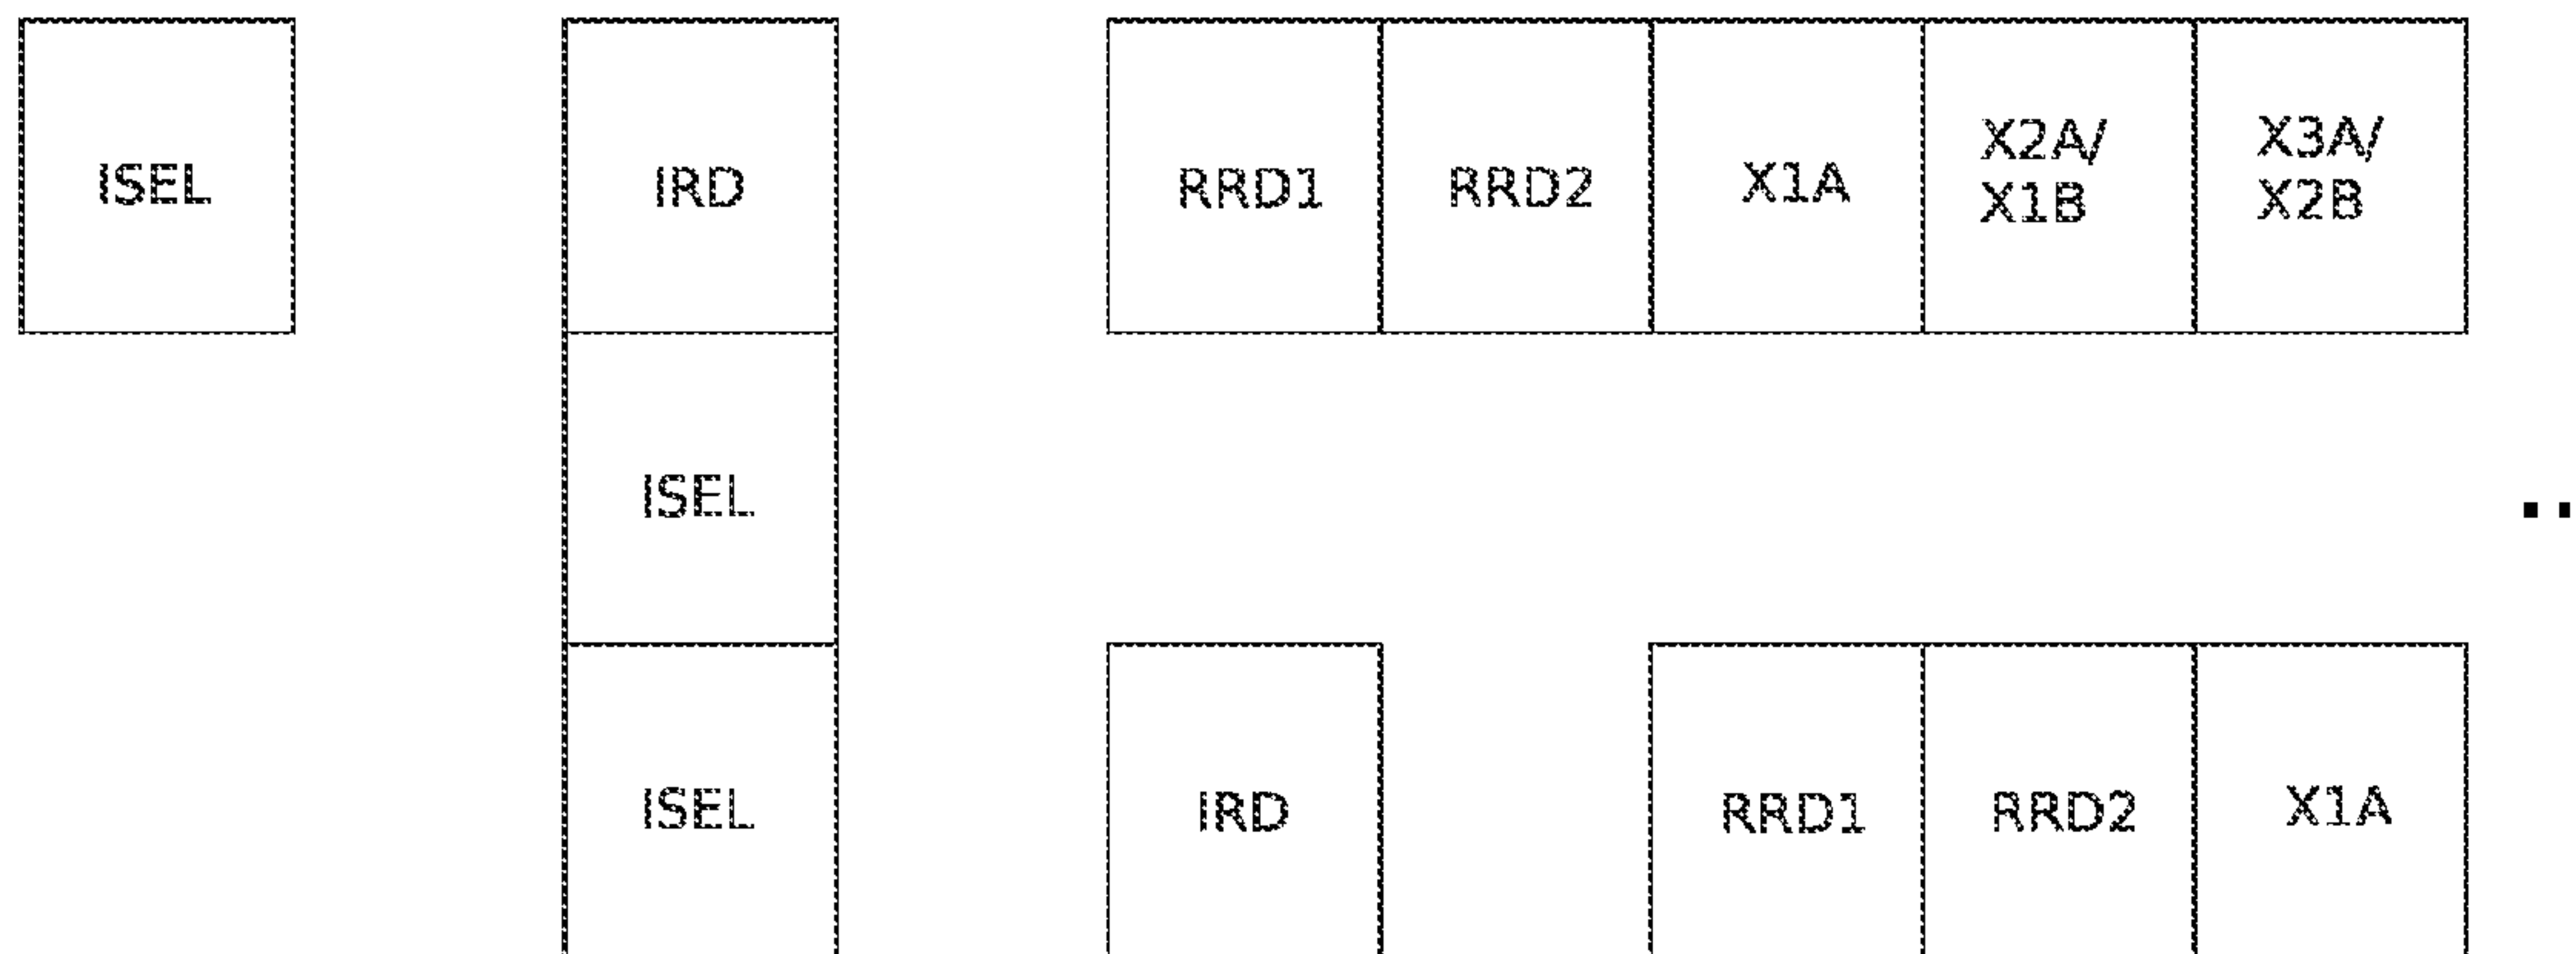 ISEL
IRD
RRD1
RRD2
X1A
X2A/
X1B
X3A/
X2B
ISEL
..
ISEL
IRD
RRD1
RRD2
X1A